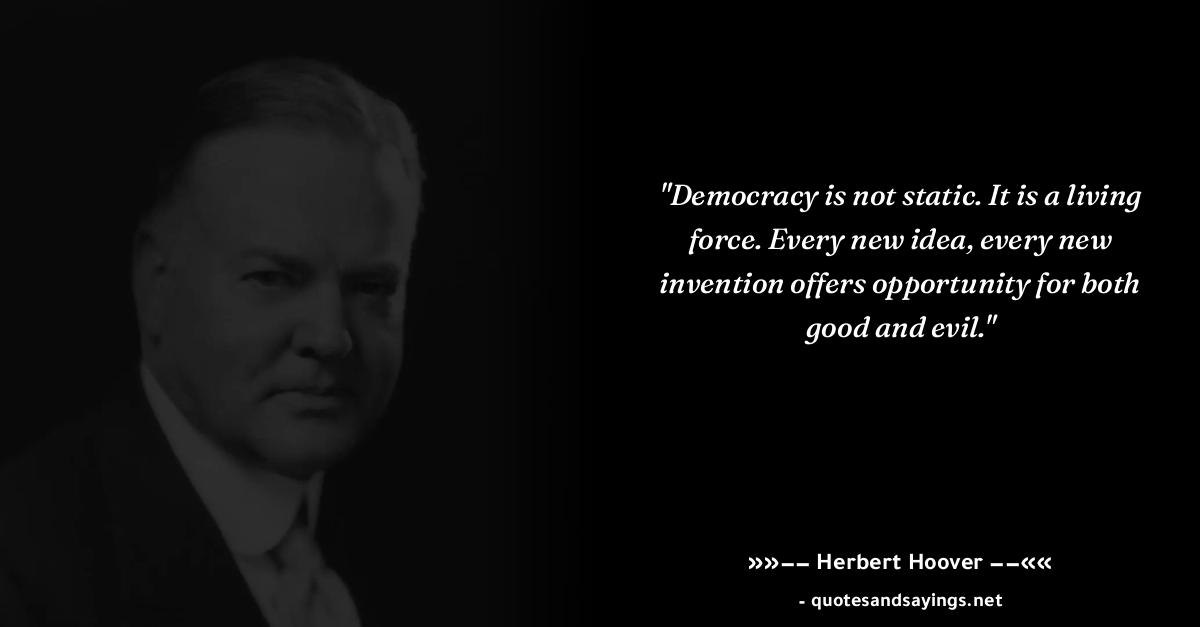 "Democracy is not static. It is a living
force. Every new idea, every new
invention offers opportunity for both
good and evil."
»»–– Herbert Hoover ––««
- quotesandsayings.net